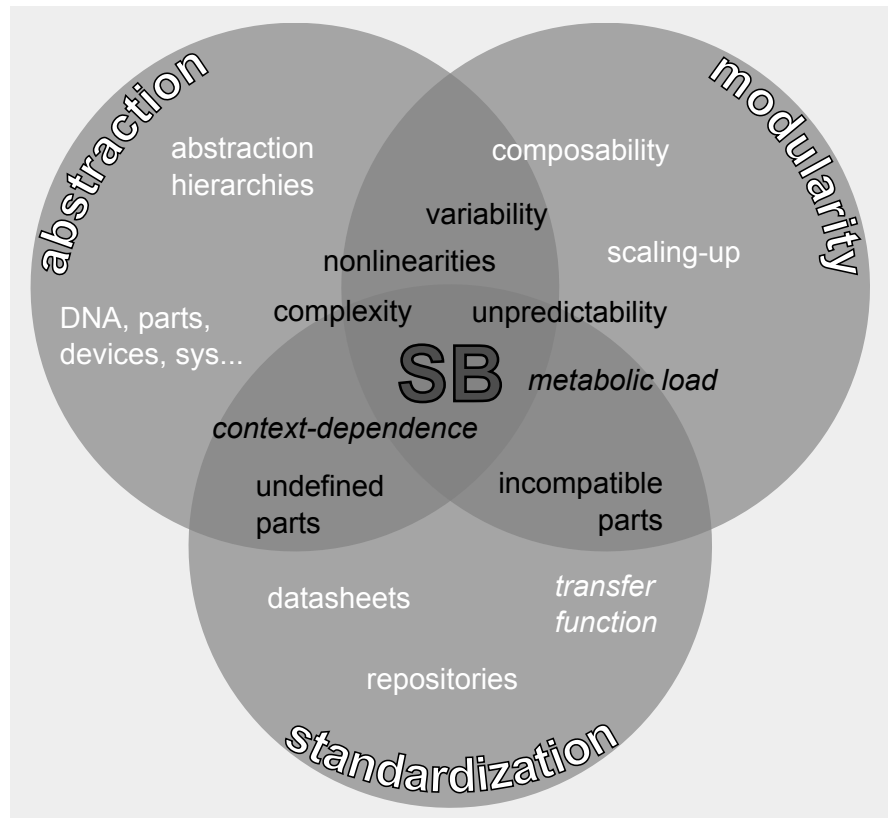 abstraction
modularity
abstraction
hierarchies
composability
variability
nonlinearities
scaling-up
DNA, parts,
devices, sys...
complexity
unpredictability
SB
metabolic load
context-dependence
undefined
parts
incompatible
parts
datasheets
transfer
function
repositories
standardization